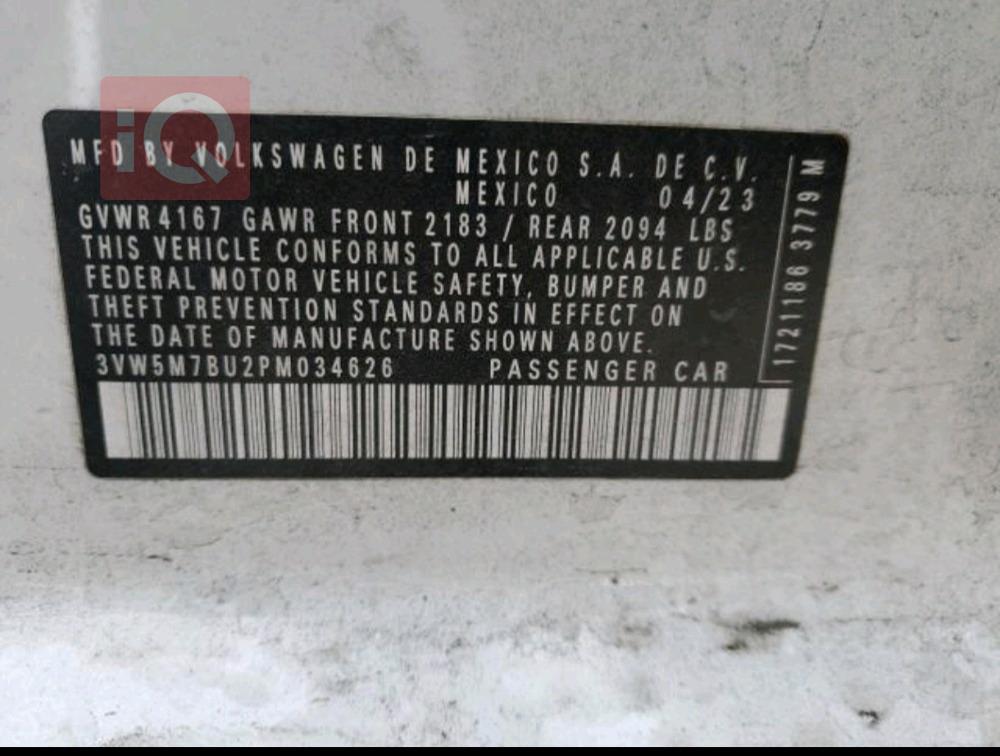 iQ
MFD BY VOLKSWAGEN DE MEXICO S.A. DE C.V.
MEXICO 04/23
GVWR 4167 GAWR FRONT 2183 / REAR 2094 LBS
THIS VEHICLE CONFORMS TO ALL APPLICABLE U.S.
FEDERAL MOTOR VEHICLE SAFETY, BUMPER AND
THEFT PREVENTION STANDARDS IN EFFECT ON
THE DATE OF MANUFACTURE SHOWN ABOVE.
3VW5M7BU2PM034626 PASSENGER CAR
1721186 3779 M